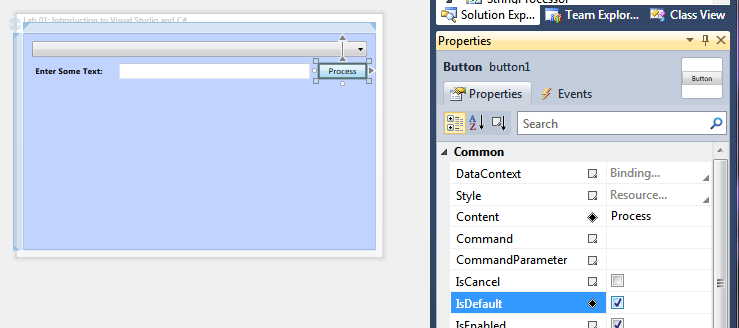 Lab 01: Introduction to Visual Studio and C#
Enter Some Text:
Process
StringProcessor
Solution Exp...
Team Explor...
Class View
Properties
Button button1
Button
Properties
Events
Search
Common
DataContext Binding...
Style Resource...
Content Process
Command
CommandParameter
IsCancel
IsDefault
IsEnabled